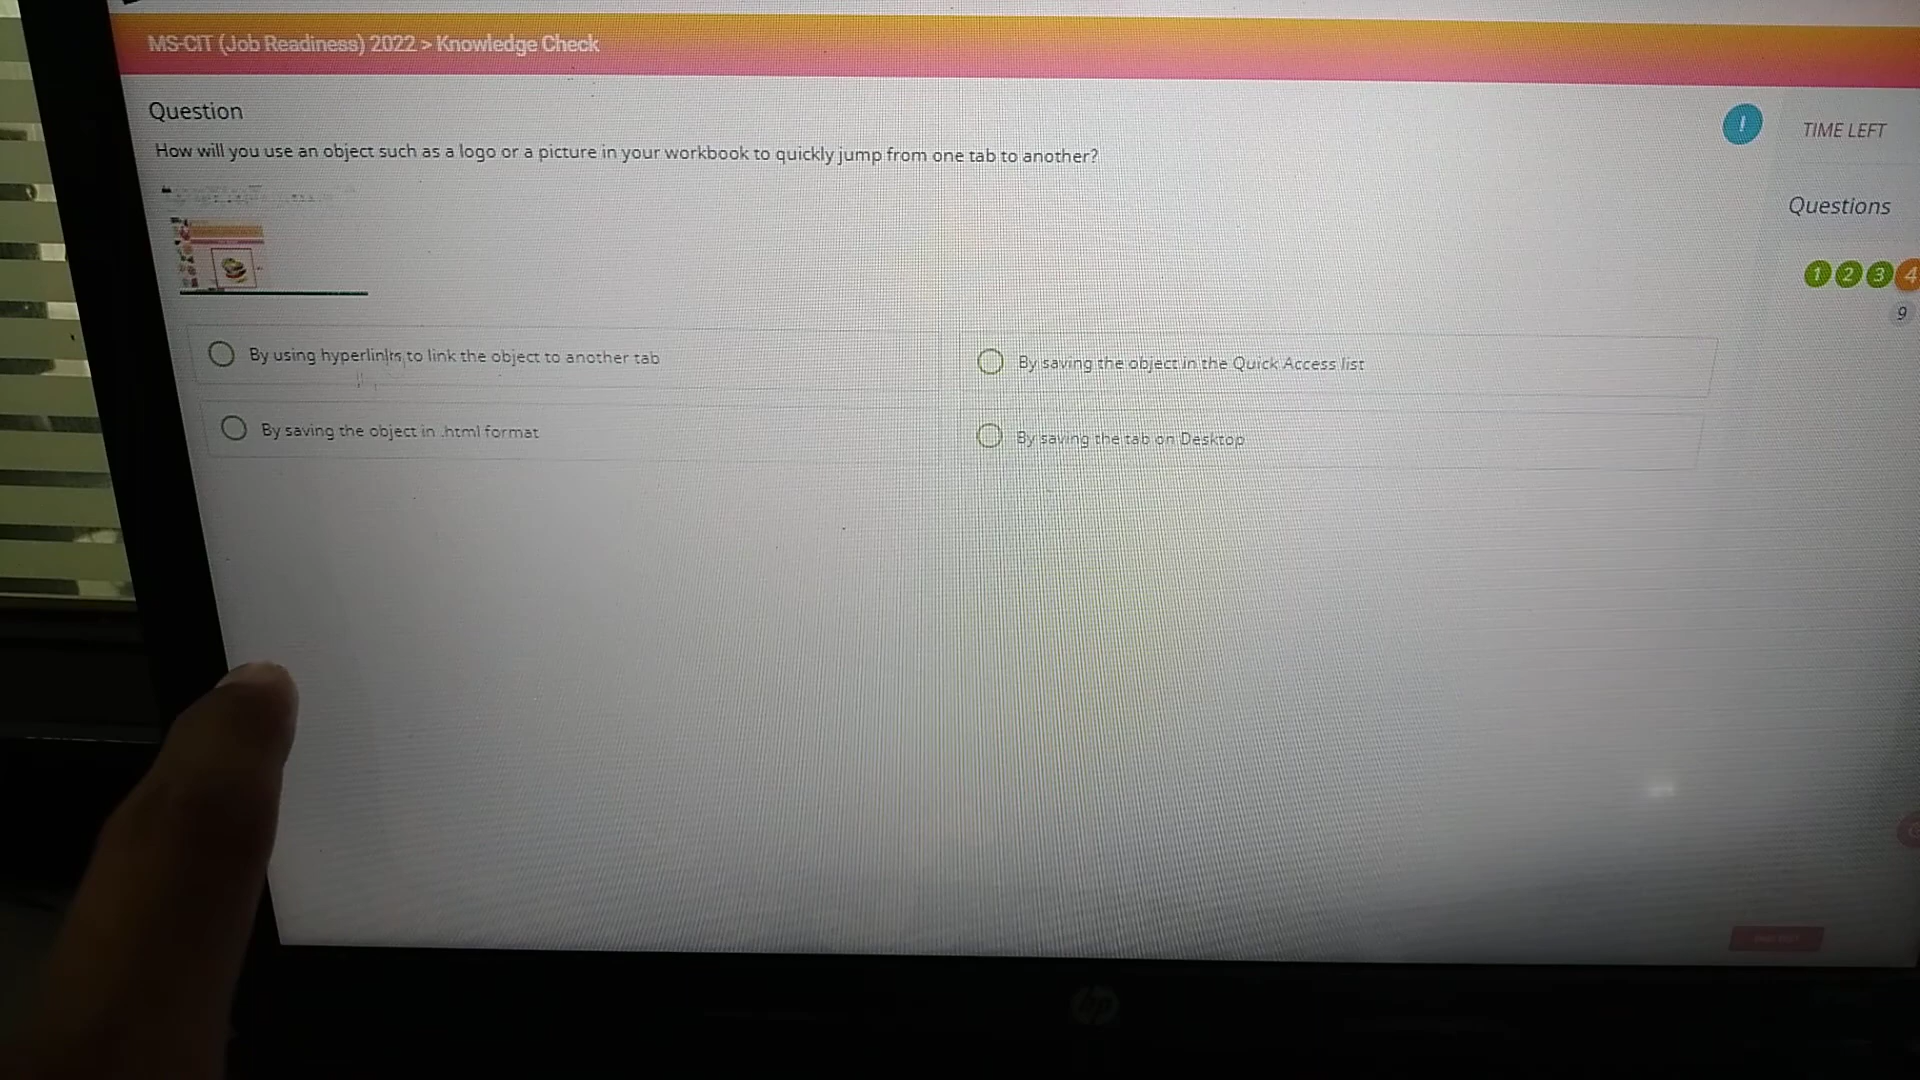 MS-CIT (Job Readiness) 2022 > Knowledge Check
Question
! TIME LEFT
How will you use an object such as a logo or a picture in your workbook to quickly jump from one tab to another?
Questions
1 2 3 4
9
By using hyperlinks to link the object to another tab
By saving the object in the Quick Access list
By saving the object in .html format
By saving the tab on Desktop
hp